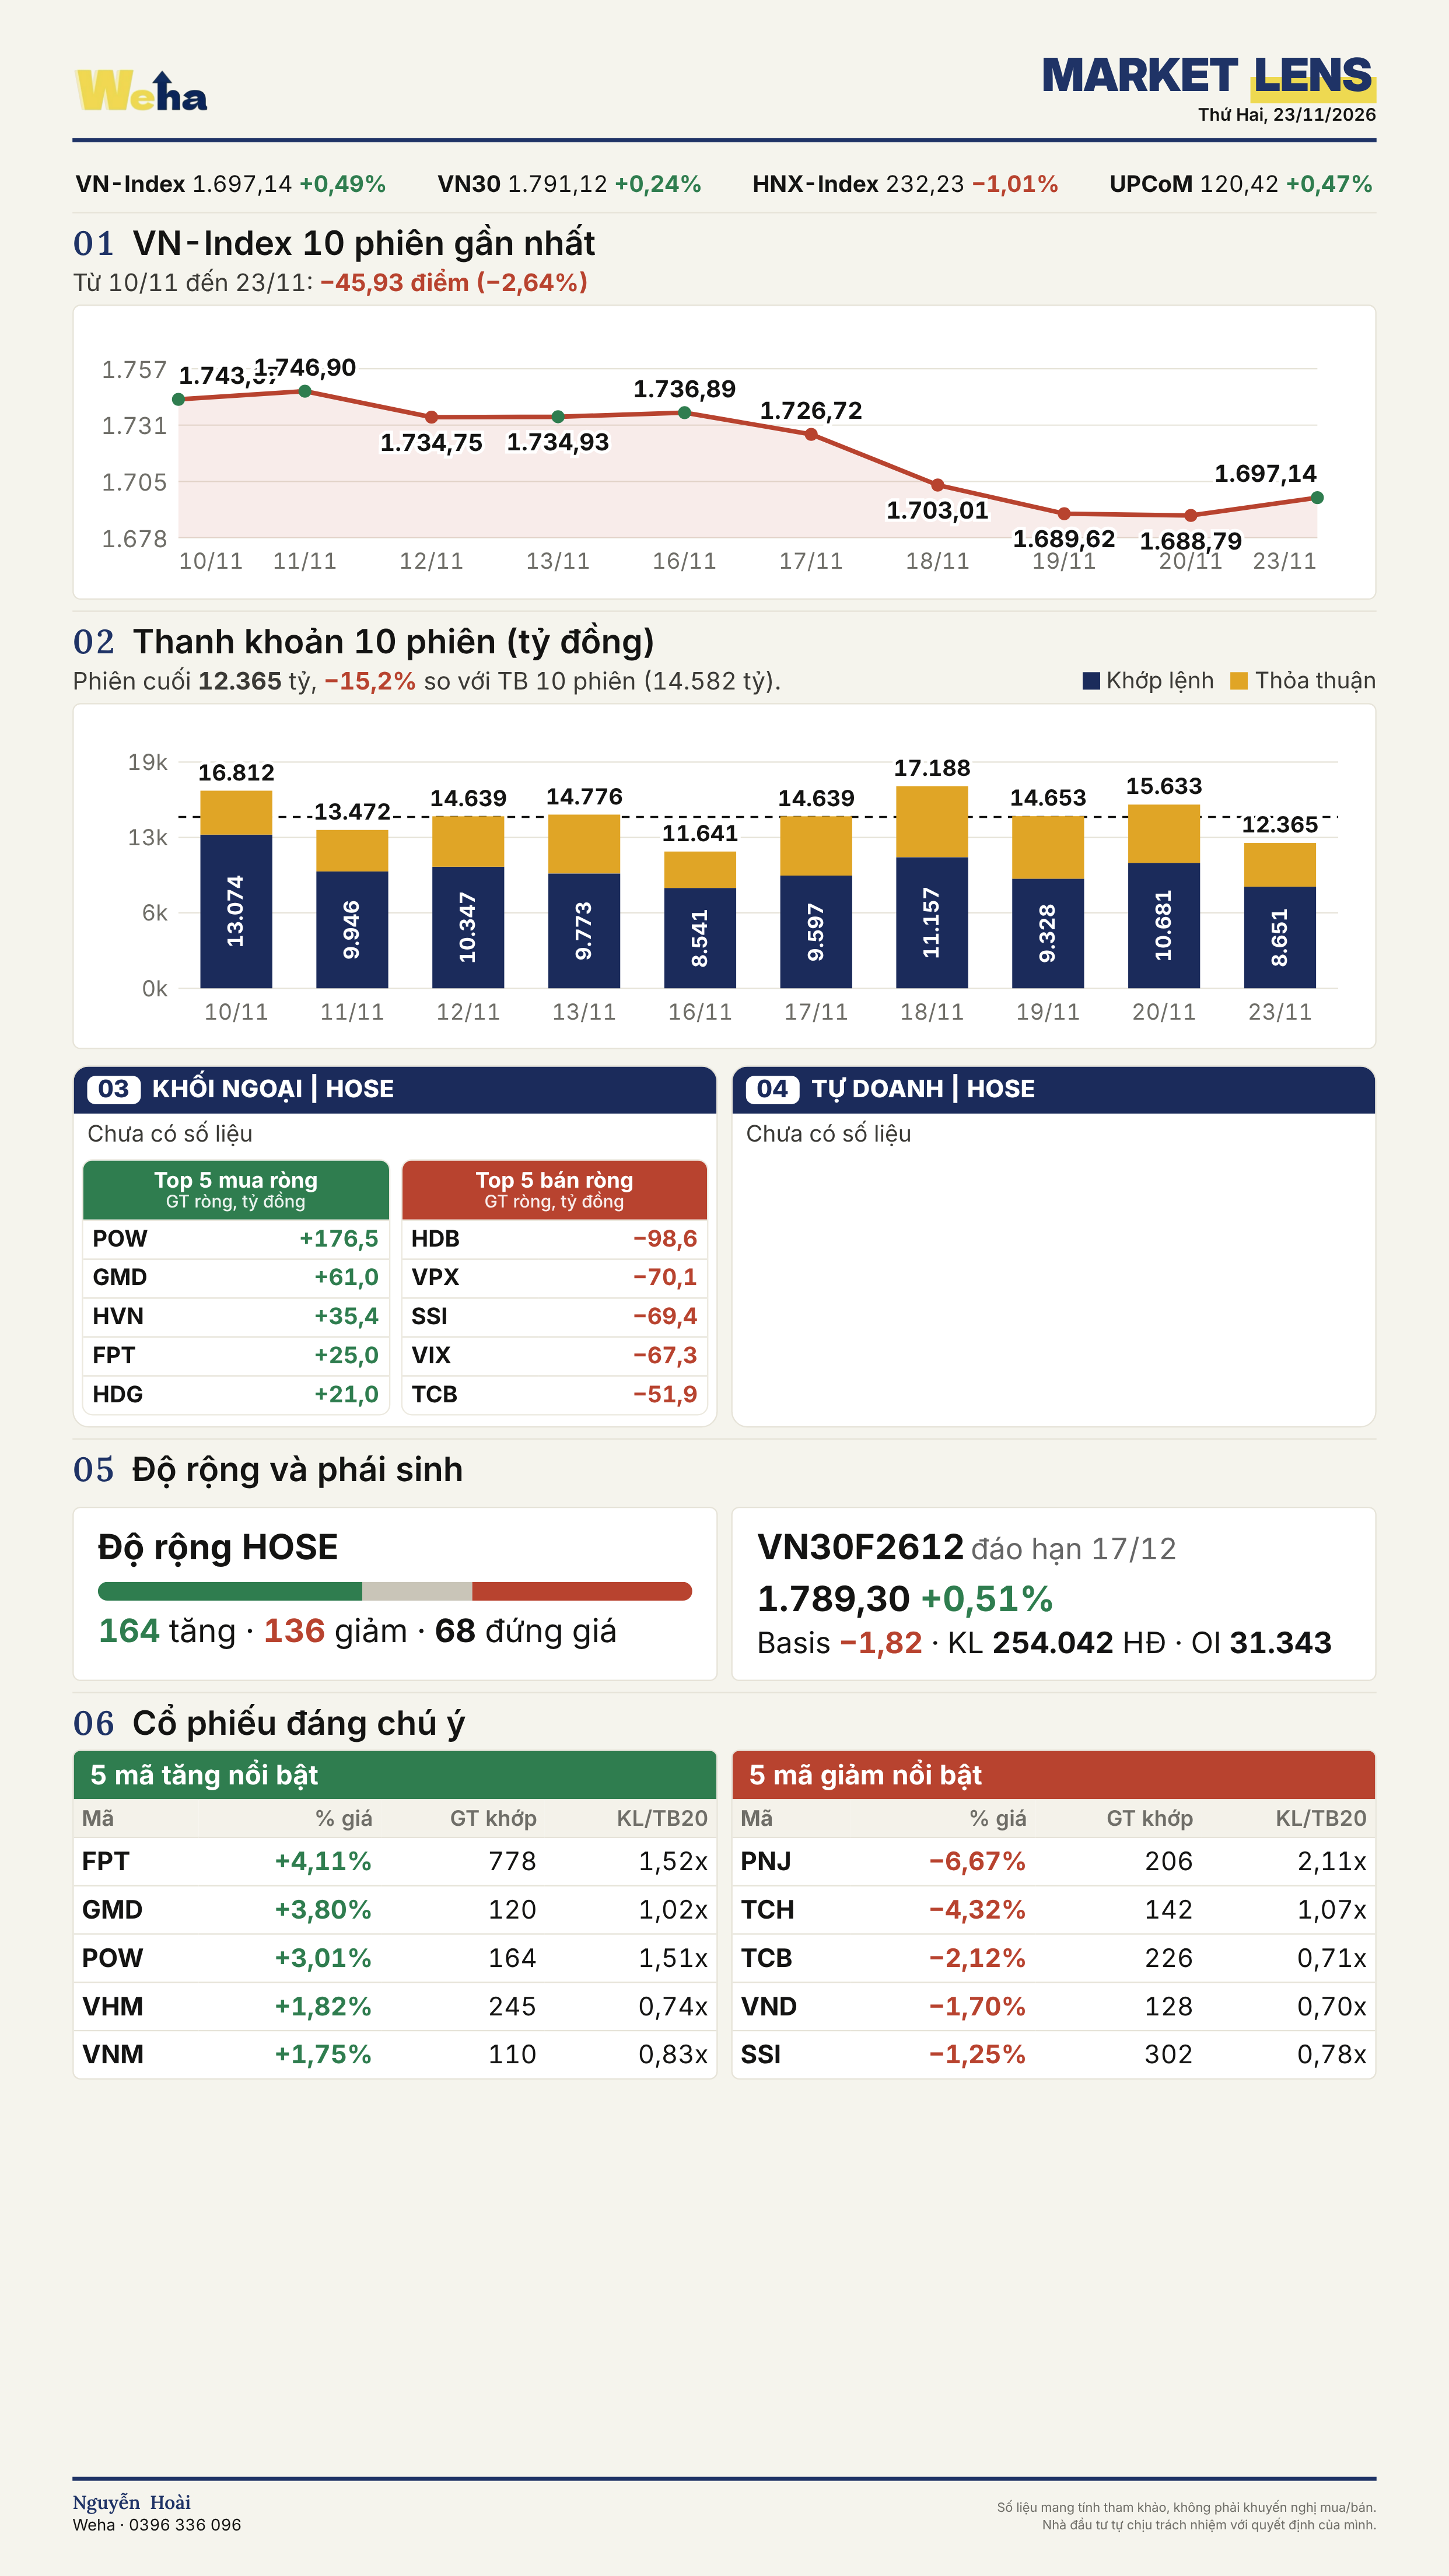 Weha
MARKET LENS
Thứ Hai, 23/11/2026
VN-Index 1.697,14 +0,49% VN30 1.791,12 +0,24% HNX-Index 232,23 −1,01% UPCoM 120,42 +0,47%
01 VN-Index 10 phiên gần nhất
Từ 10/11 đến 23/11: −45,93 điểm (−2,64%)
1.757
1.731
1.705
1.678
1.746,90
1.734,75
1.734,93
1.736,89
1.726,72
1.703,01
1.689,62
1.688,79
1.697,14
10/11 11/11 12/11 13/11 16/11 17/11 18/11 19/11 20/11 23/11
02 Thanh khoản 10 phiên (tỷ đồng)
Phiên cuối 12.365 tỷ, −15,2% so với TB 10 phiên (14.582 tỷ).
Khớp lệnh Thỏa thuận
19k
13k
6k
0k
16.812 13.472 14.639 14.776 11.641 14.639 17.188 14.653 15.633 12.365
13.074 9.946 10.347 9.773 8.541 9.597 11.157 9.328 10.681 8.651
10/11 11/11 12/11 13/11 16/11 17/11 18/11 19/11 20/11 23/11
03 KHỐI NGOẠI | HOSE
Chưa có số liệu
Top 5 mua ròng
GT ròng, tỷ đồng
POW +176,5
GMD +61,0
HVN +35,4
FPT +25,0
HDG +21,0
Top 5 bán ròng
GT ròng, tỷ đồng
HDB −98,6
VPX −70,1
SSI −69,4
VIX −67,3
TCB −51,9
04 TỰ DOANH | HOSE
Chưa có số liệu
05 Độ rộng và phái sinh
Độ rộng HOSE
164 tăng · 136 giảm · 68 đứng giá
VN30F2612 đáo hạn 17/12
1.789,30 +0,51%
Basis −1,82 · KL 254.042 HĐ · OI 31.343
06 Cổ phiếu đáng chú ý
5 mã tăng nổi bật
Mã % giá GT khớp KL/TB20
FPT +4,11% 778 1,52x
GMD +3,80% 120 1,02x
POW +3,01% 164 1,51x
VHM +1,82% 245 0,74x
VNM +1,75% 110 0,83x
5 mã giảm nổi bật
Mã % giá GT khớp KL/TB20
PNJ −6,67% 206 2,11x
TCH −4,32% 142 1,07x
TCB −2,12% 226 0,71x
VND −1,70% 128 0,70x
SSI −1,25% 302 0,78x
Nguyễn Hoài
Weha · 0396 336 096
Số liệu mang tính tham khảo, không phải khuyến nghị mua/bán.
Nhà đầu tư tự chịu trách nhiệm với quyết định của mình.